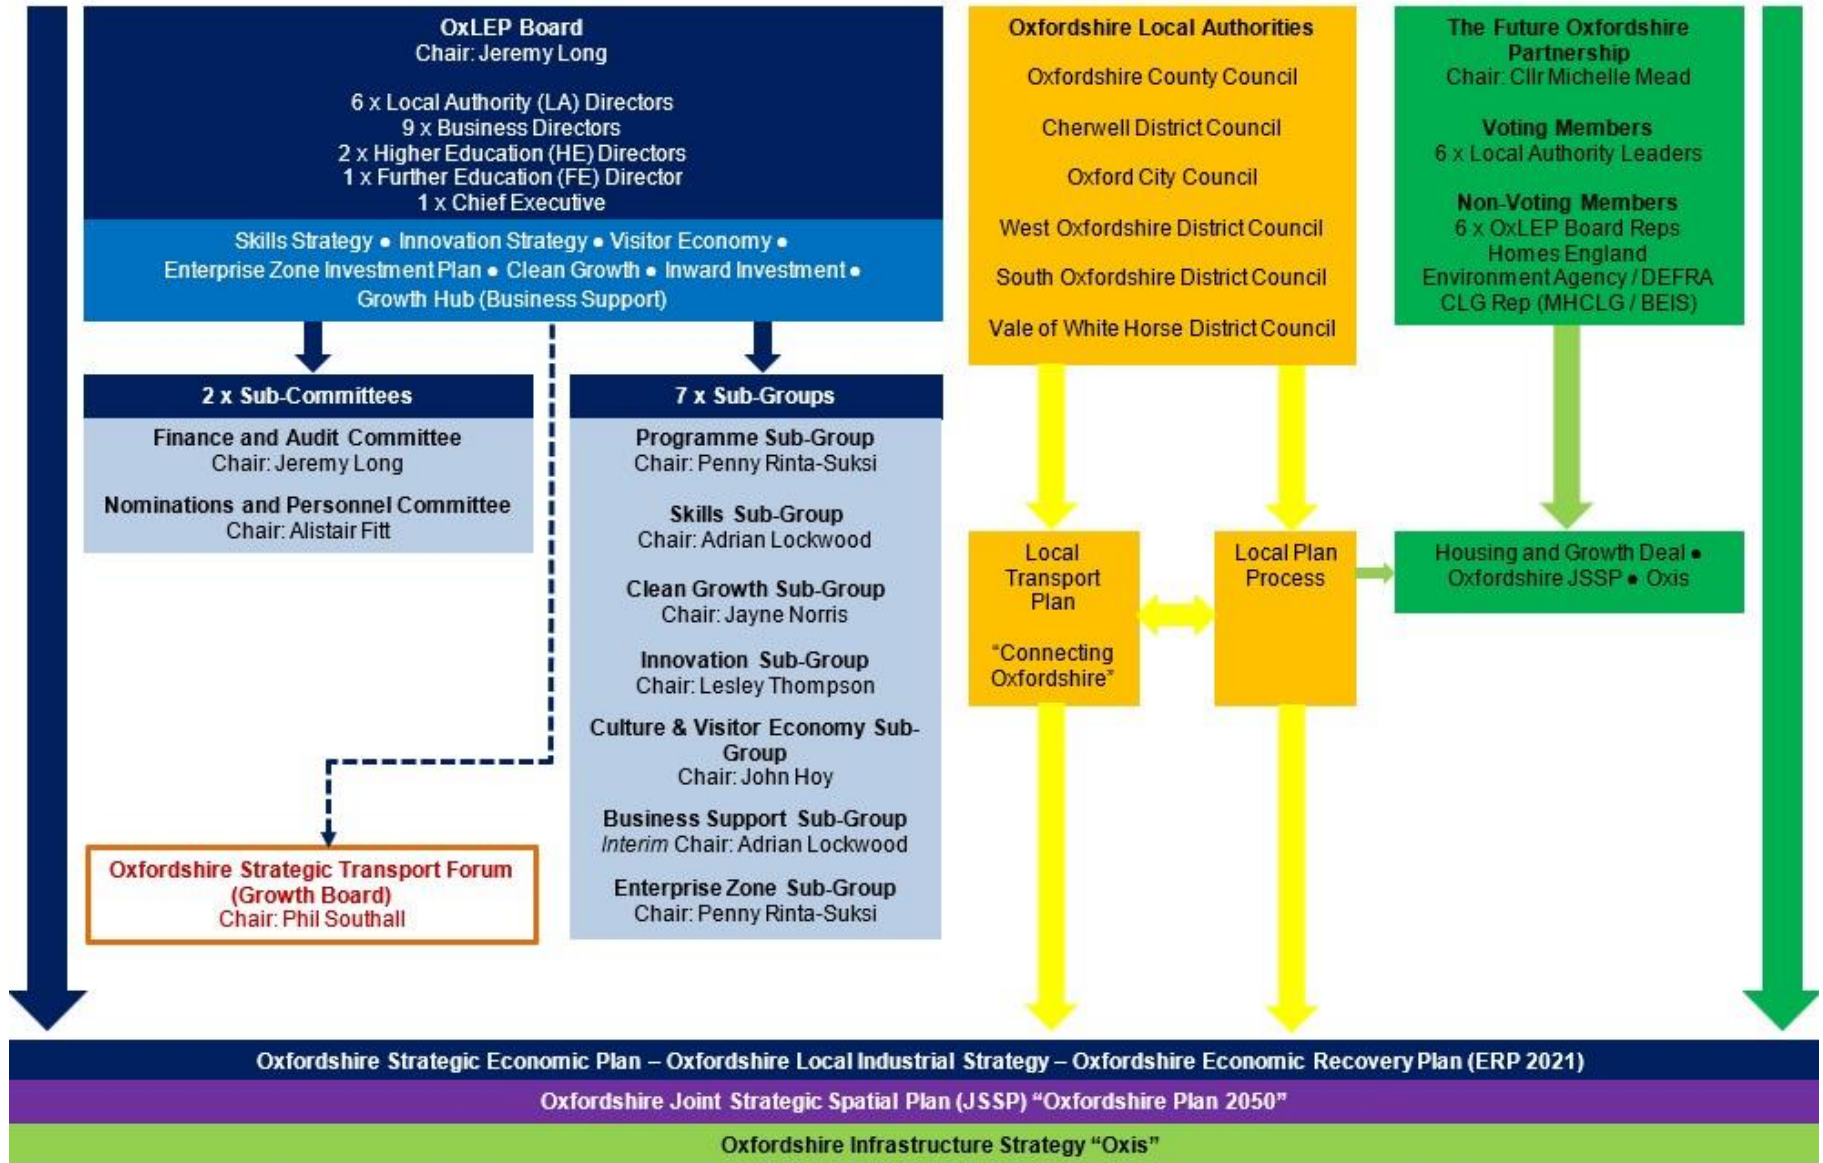 OxLEP Board
Chair: Jeremy Long
6 x Local Authority (LA) Directors
9 x Business Directors
2 x Higher Education (HE) Directors
1 x Further Education (FE) Director
1 x Chief Executive
Skills Strategy ● Innovation Strategy ● Visitor Economy ●
Enterprise Zone Investment Plan ● Clean Growth ● Inward Investment ●
Growth Hub (Business Support)
2 x Sub-Committees
Finance and Audit Committee
Chair: Jeremy Long
Nominations and Personnel Committee
Chair: Alistair Fitt
Oxfordshire Strategic Transport Forum
(Growth Board)
Chair: Phil Southall
7 x Sub-Groups
Programme Sub-Group
Chair: Penny Rinta-Suksi
Skills Sub-Group
Chair: Adrian Lockwood
Clean Growth Sub-Group
Chair: Jayne Norris
Innovation Sub-Group
Chair: Lesley Thompson
Culture & Visitor Economy Sub-
Group
Chair: John Hoy
Business Support Sub-Group
Interim Chair: Adrian Lockwood
Enterprise Zone Sub-Group
Chair: Penny Rinta-Suksi
Oxfordshire Local Authorities
Oxfordshire County Council
Cherwell District Council
Oxford City Council
West Oxfordshire District Council
South Oxfordshire District Council
Vale of White Horse District Council
Local
Transport
Plan
“Connecting
Oxfordshire”
Local Plan
Process
The Future Oxfordshire
Partnership
Chair: Cllr Michelle Mead
Voting Members
6 x Local Authority Leaders
Non-Voting Members
6 x OxLEP Board Reps
Homes England
Environment Agency / DEFRA
CLG Rep (MHCLG / BEIS)
Housing and Growth Deal ●
Oxfordshire JSSP ● Oxis
Oxfordshire Strategic Economic Plan – Oxfordshire Local Industrial Strategy – Oxfordshire Economic Recovery Plan (ERP 2021)
Oxfordshire Joint Strategic Spatial Plan (JSSP) “Oxfordshire Plan 2050”
Oxfordshire Infrastructure Strategy “Oxis”